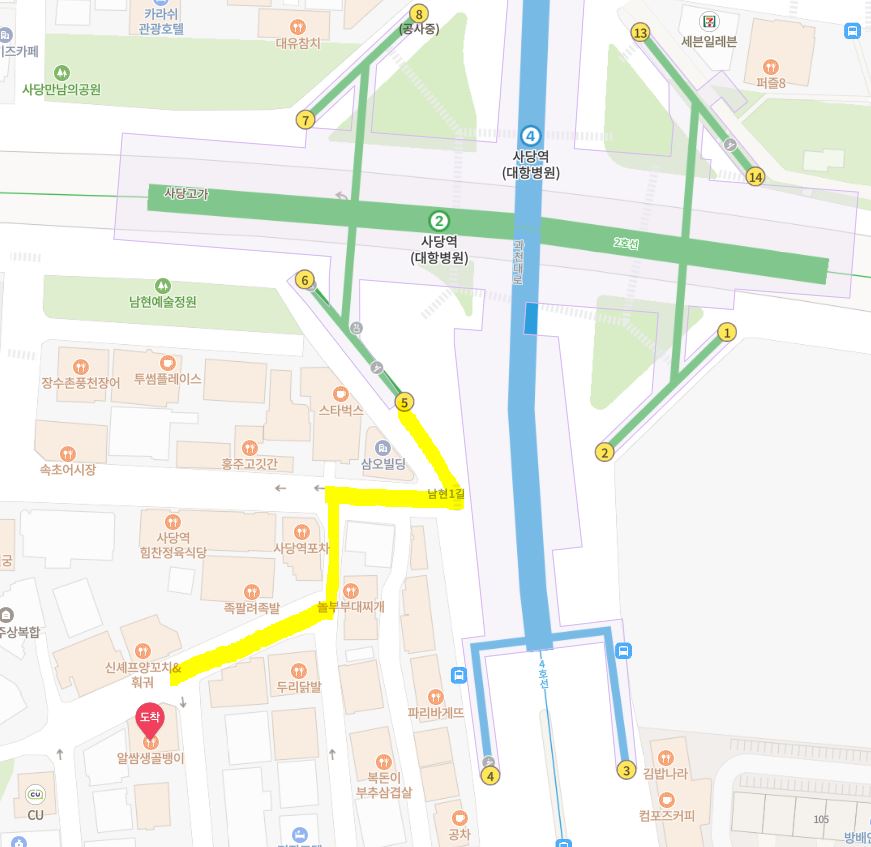 카라쉬
관광호텔
8
(공사중)
대유참치
13
세븐일레븐
퍼즐8
키즈카페
사당만남의공원
7
4
사당역
(대항병원)
14
사당고가
2
사당역
(대항병원)
2호선
과천대로
6
남현예술정원
1
장수촌풍천장어
투썸플레이스
스타벅스
5
속초어시장
홍주고깃간
삼오빌딩
2
남현1길
사당역
힘찬정육식당
사당역포차
궁
족팔려족발
놀부부대찌개
주상복합
신셰프양꼬치&
훠궈
두리닭발
4호선
파리바게뜨
도착
알쌈생골뱅이
복돈이
부추삼겹살
4
3
김밥나라
컴포즈커피
CU
CU
공차
105